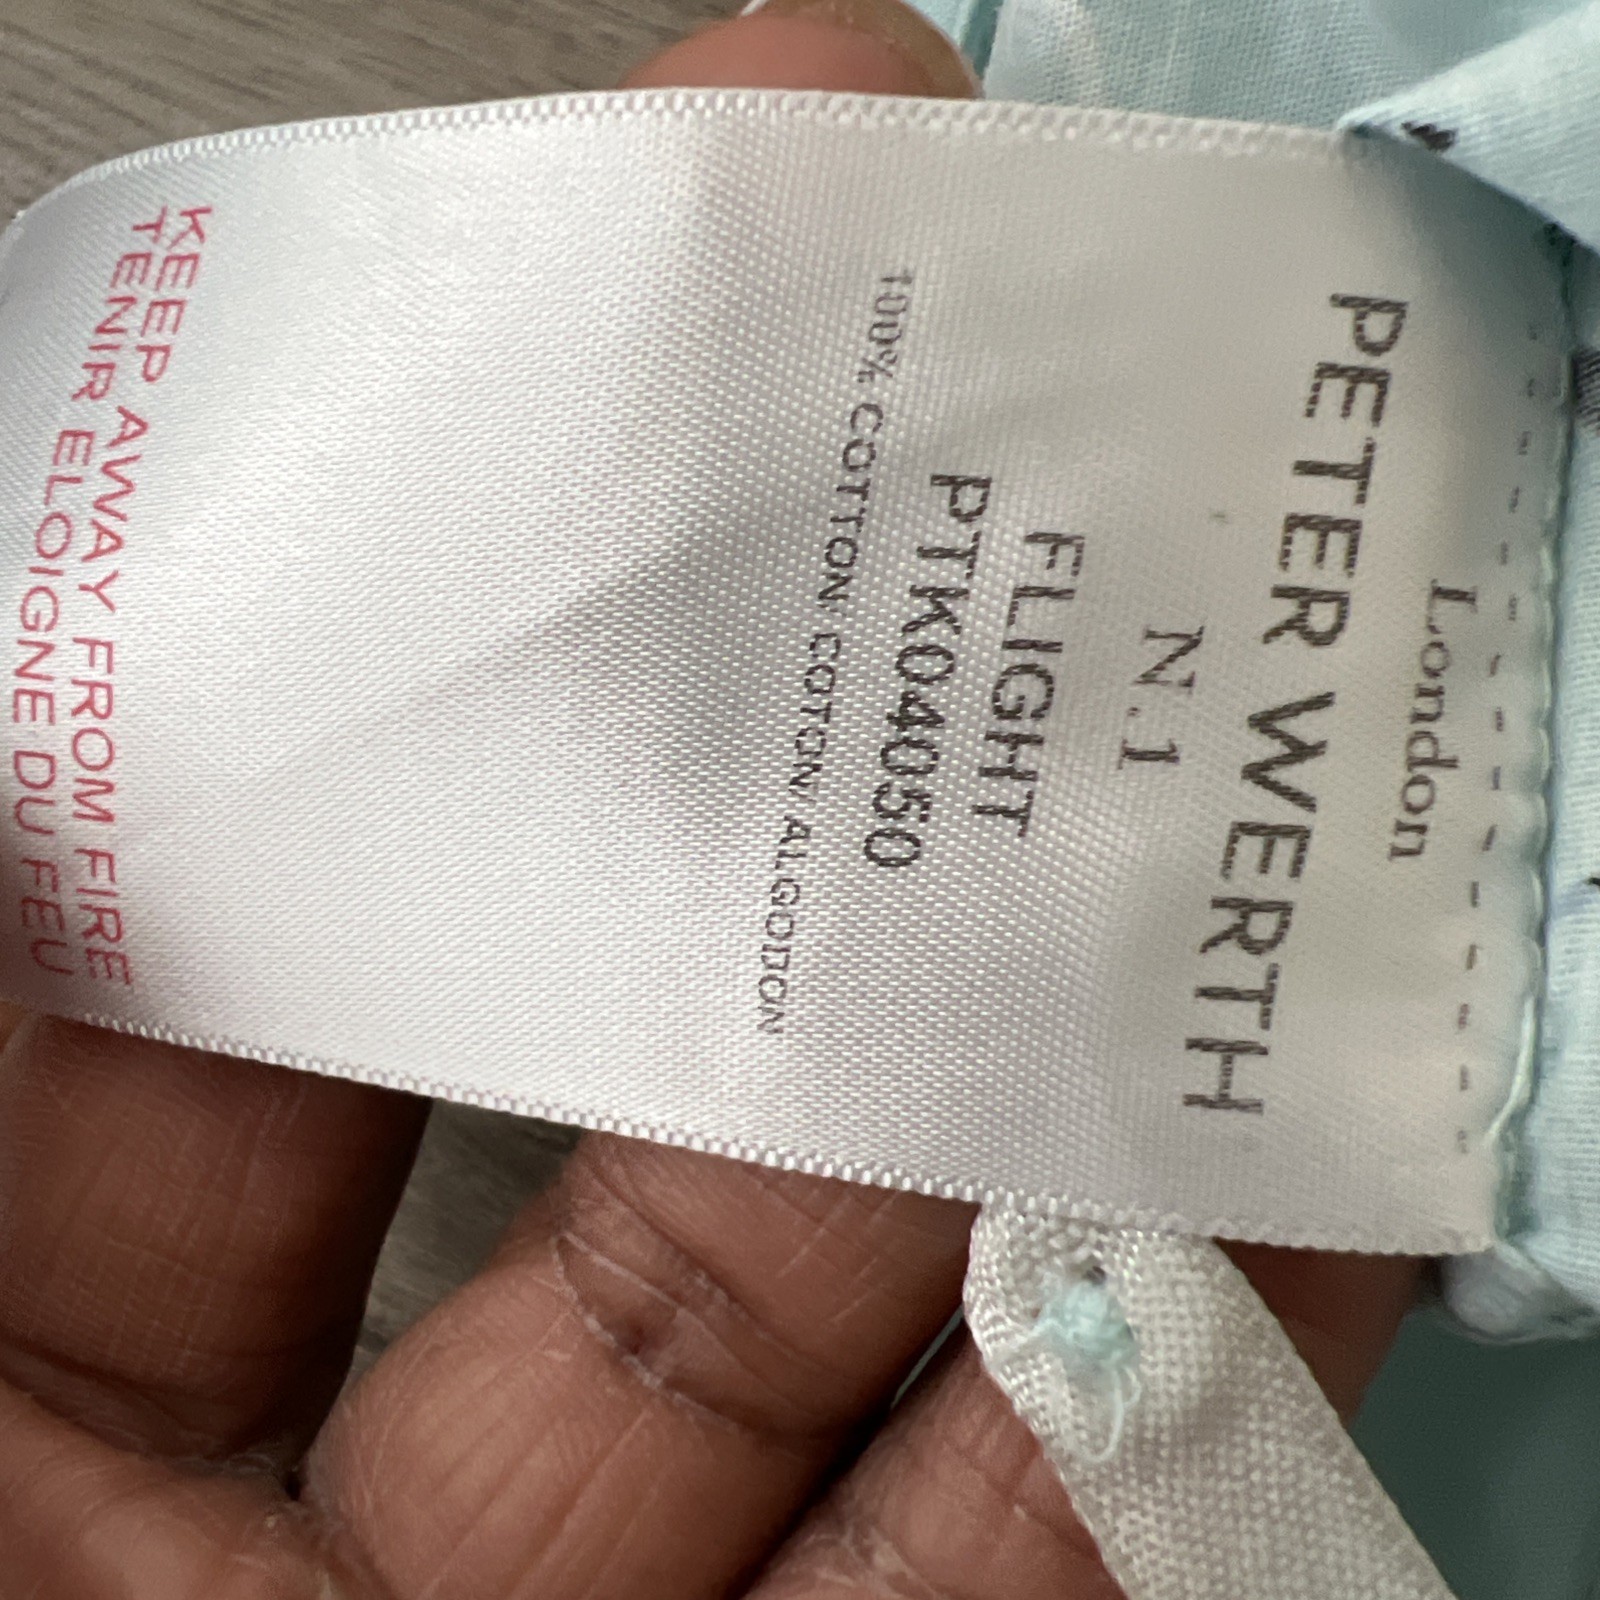 London
PETER WERTH
N.1
FLIGHT
PTK04050
100% COTTON COTON ALGODON
KEEP AWAY FROM FIRE
TENIR ELOIGNE DU FEU